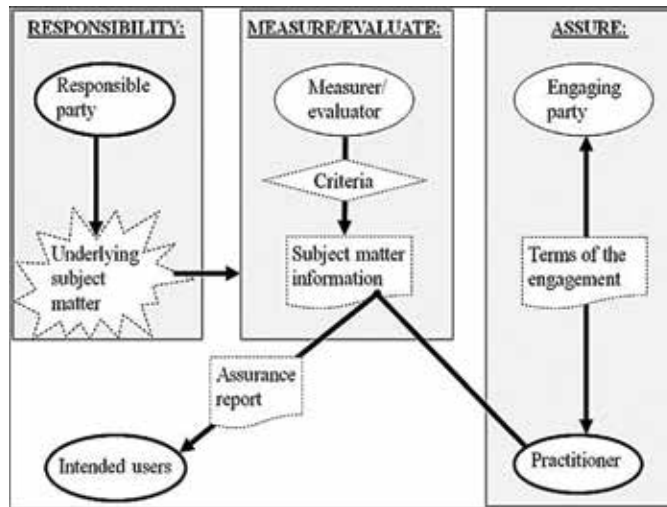 RESPONSIBILITY:
MEASURE/EVALUATE:
ASSURE:
Responsible
party
Measurer/
evaluator
Engaging
party
Criteria
Underlying
subject
matter
Subject matter
information
Terms of the
engagement
Assurance
report
Intended users
Practitioner